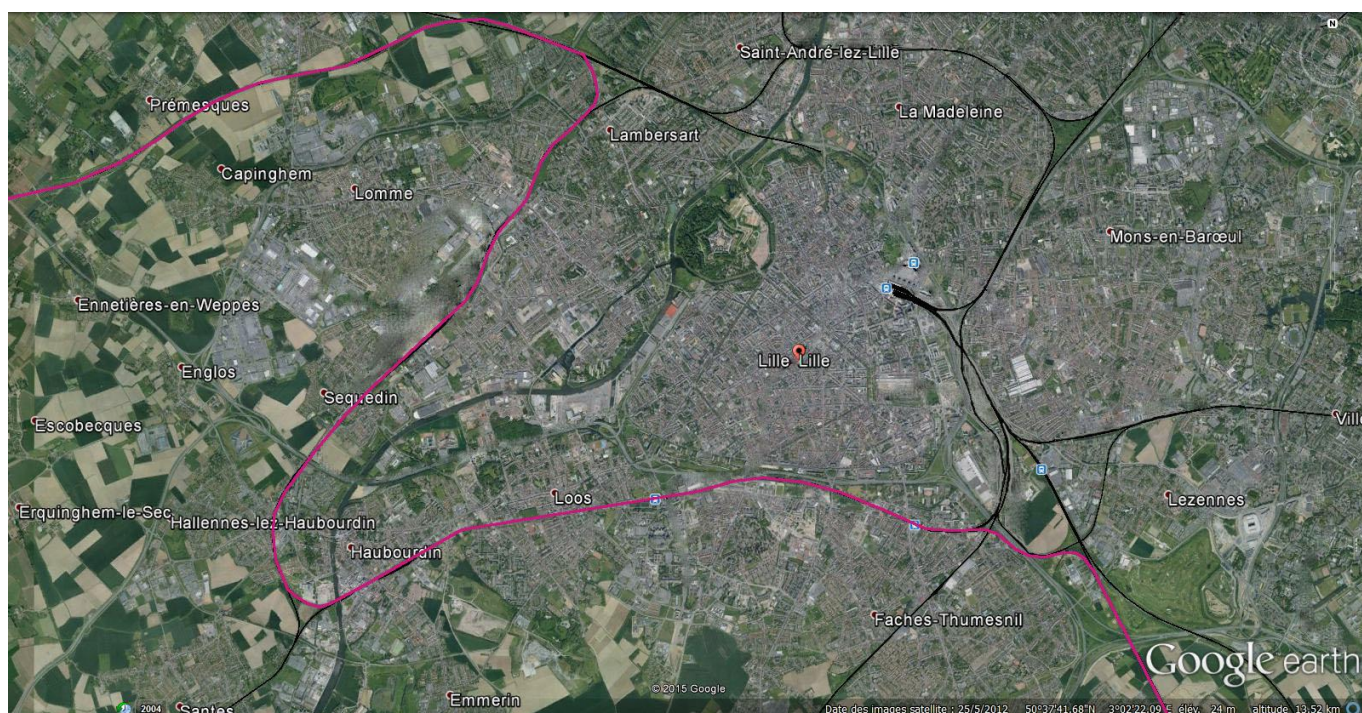 N
Saint-André-lez-Lille
Prémesques
La Madeleine
Lambersart
Capinghem
Lomme
Mons-en-Barœul
Ennetières-en-Weppes
Lille Lille
Englos
Sequedin
Escobecques
Ville
Loos
Lezennes
Erquinghem-le-Sec
Hallennes-lez-Haubourdin
Haubourdin
Faches-Thumesnil
Google earth
© 2015 Google
Emmerin
2004
Santes
Date des images satellite : 25/5/2012 50°37'41.68"N 3°02'22.09"E élév. 24 m altitude 13.52 km